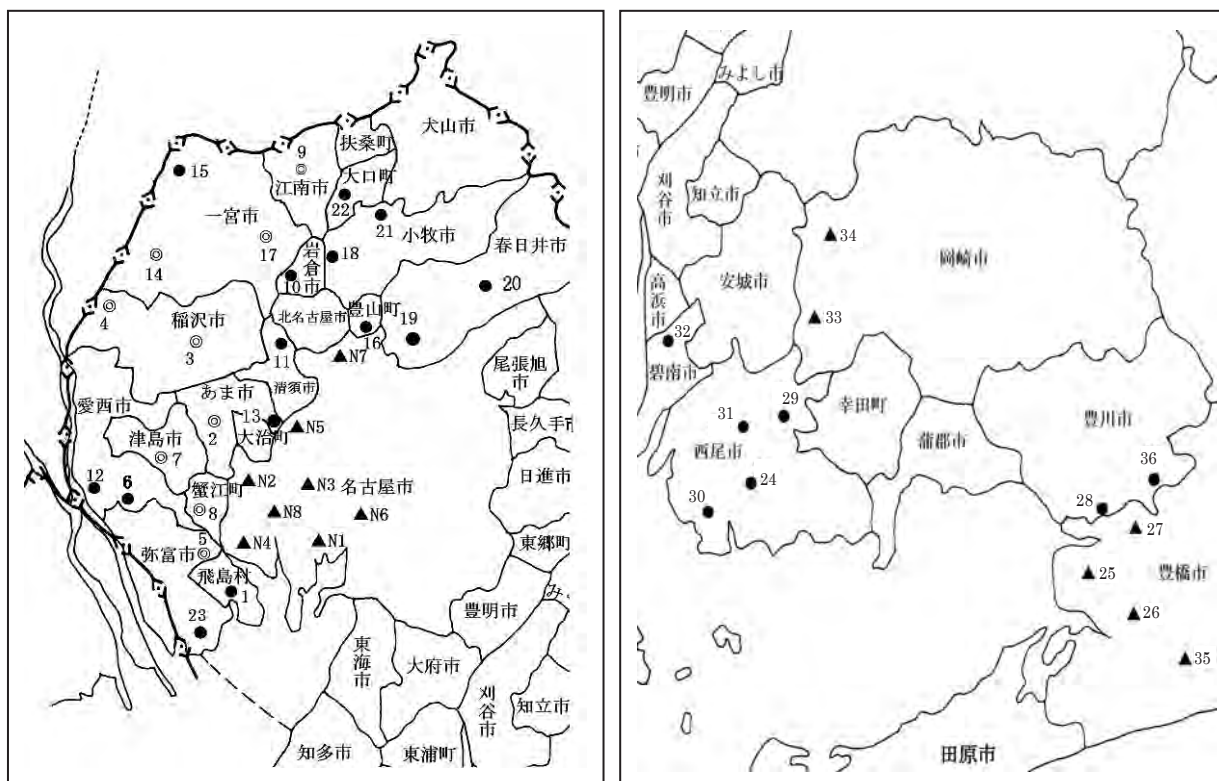 扶桑町
犬山市
9
江南市
大口町
15
22
21
一宮市
小牧市
春日井市
17
岩倉市
18
14
10
20
4
稲沢市
北名古屋市
豊山町
19
3
11
16
N7
尾張旭市
あま市
清須市
愛西市
13
長久手市
2
大治町
N5
津島市
7
日進市
12
6
蟹江町
N2
N3
名古屋市
8
N8
N6
5
弥富市
N4
N1
東郷町
飛島村
1
み
23
豊明市
東海市
大府市
刈谷市
知立市
知多市
東浦町
みよし市
豊明市
刈谷市
知立市
34
岡崎市
安城市
高浜市
32
33
碧南市
29
幸田町
豊川市
31
西尾市
蒲郡市
24
36
30
28
27
25
豊橋市
26
35
田原市